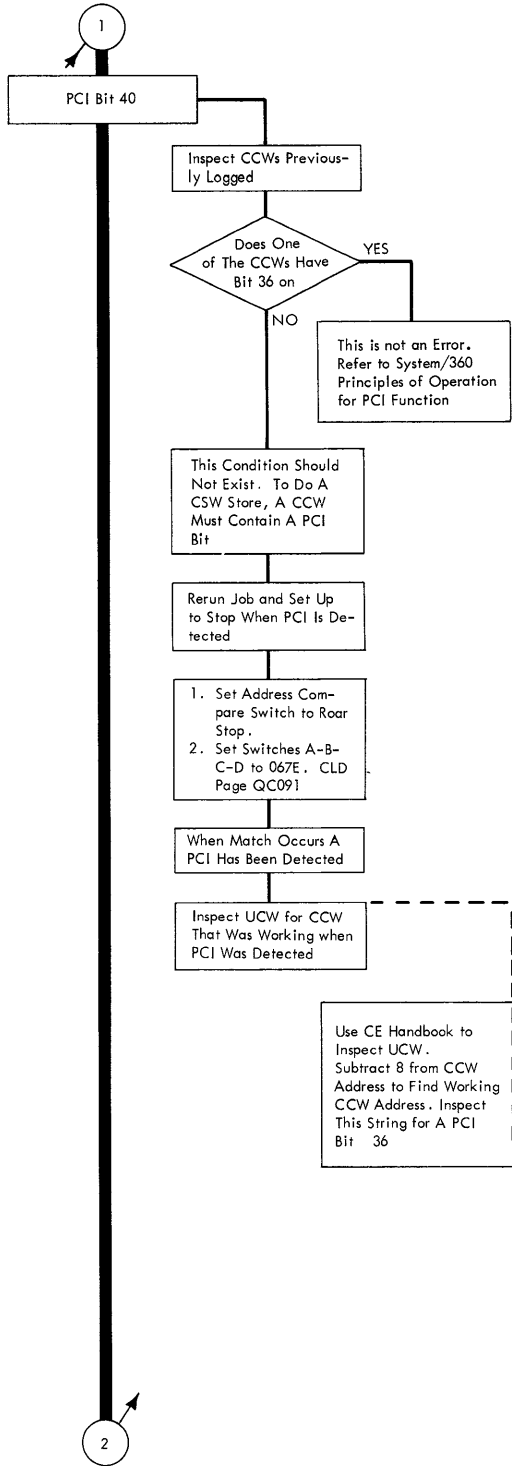 1
PCI Bit 40
Inspect CCWs Previous-
ly Logged
Does One
of The CCWs Have
Bit 36 on
YES
NO
This is not an Error.
Refer to System/360
Principles of Operation
for PCI Function
This Condition Should
Not Exist. To Do A
CSW Store, A CCW
Must Contain A PCI
Bit
Rerun Job and Set Up
to Stop When PCI Is De-
tected
1. Set Address Com-
pare Switch to Roar
Stop.
2. Set Switches A-B-
C-D to 067E. CLD
Page QC091
When Match Occurs A
PCI Has Been Detected
Inspect UCW for CCW
That Was Working when
PCI Was Detected
Use CE Handbook to
Inspect UCW.
Subtract 8 from CCW
Address to Find Working
CCW Address. Inspect
This String for A PCI
Bit 36
2